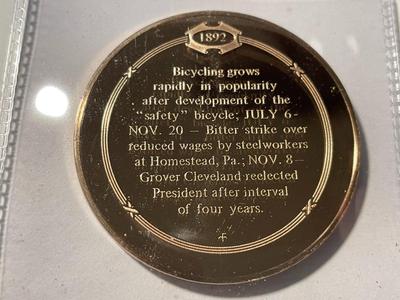 1892
Bicycling grows
rapidly in popularity
after development of the
"safety" bicycle; JULY 6-
NOV. 20 — Bitter strike over
reduced wages by steelworkers
at Homestead, Pa.; NOV. 8—
Grover Cleveland reelected
President after interval
of four years.